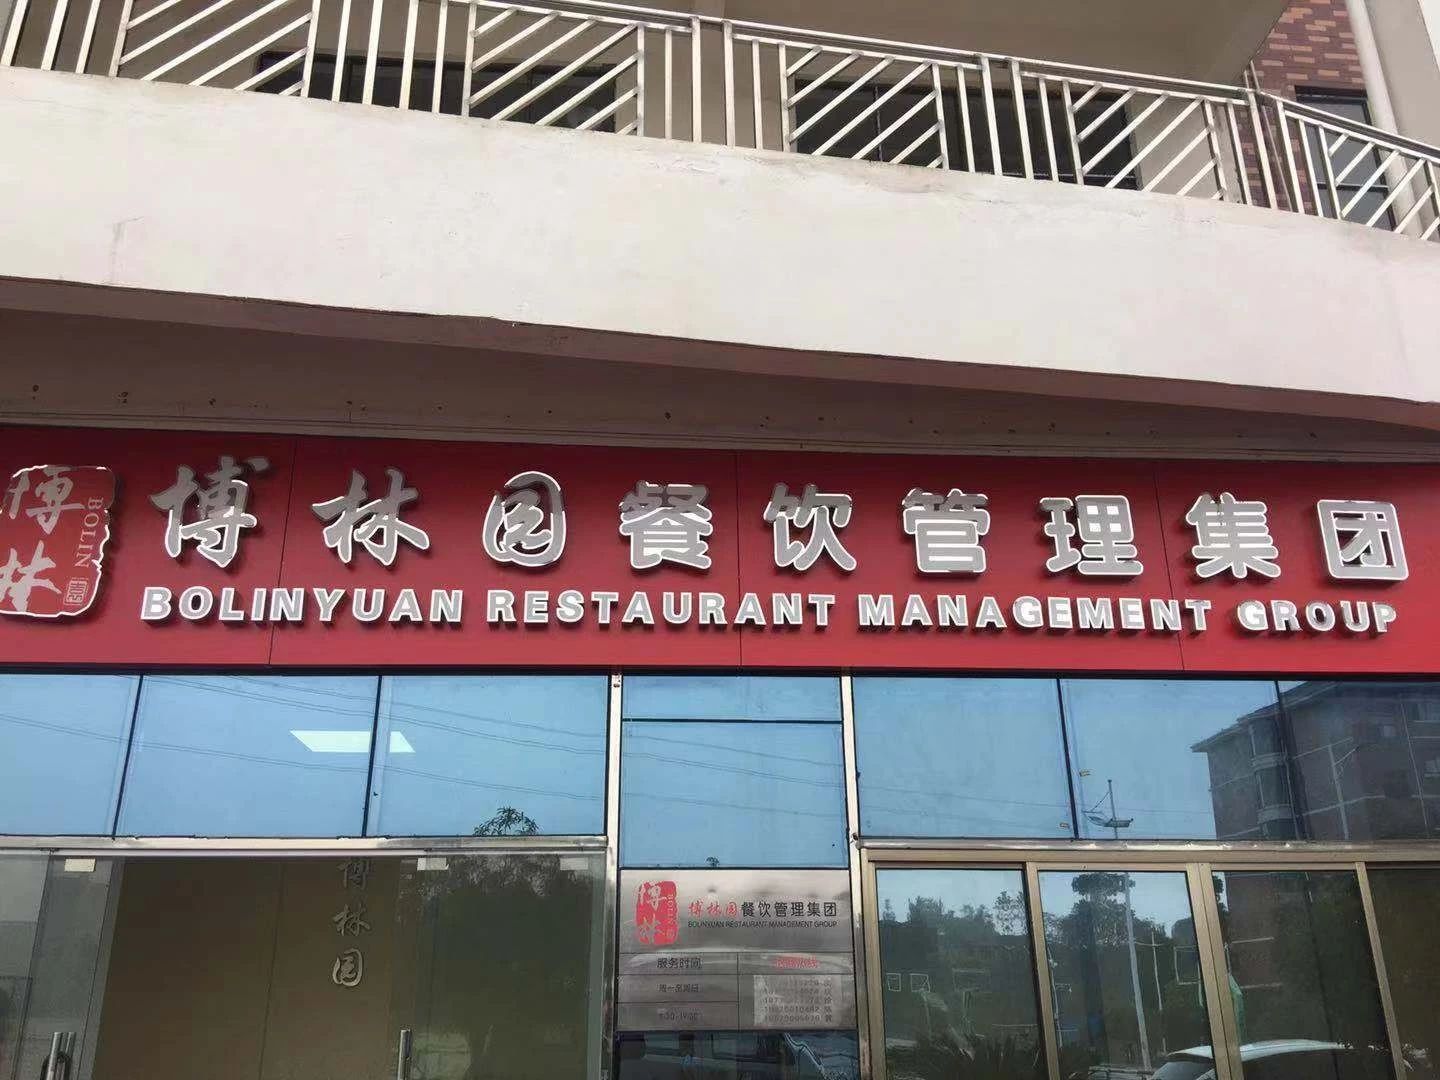 博林
BOLIN
博林园餐饮管理集团
BOLINYUAN RESTAURANT MANAGEMENT GROUP
博林园
博林
BOLIN
博林园餐饮管理集团
BOLINYUAN RESTAURANT MANAGEMENT GROUP
服务时间
周一至周日